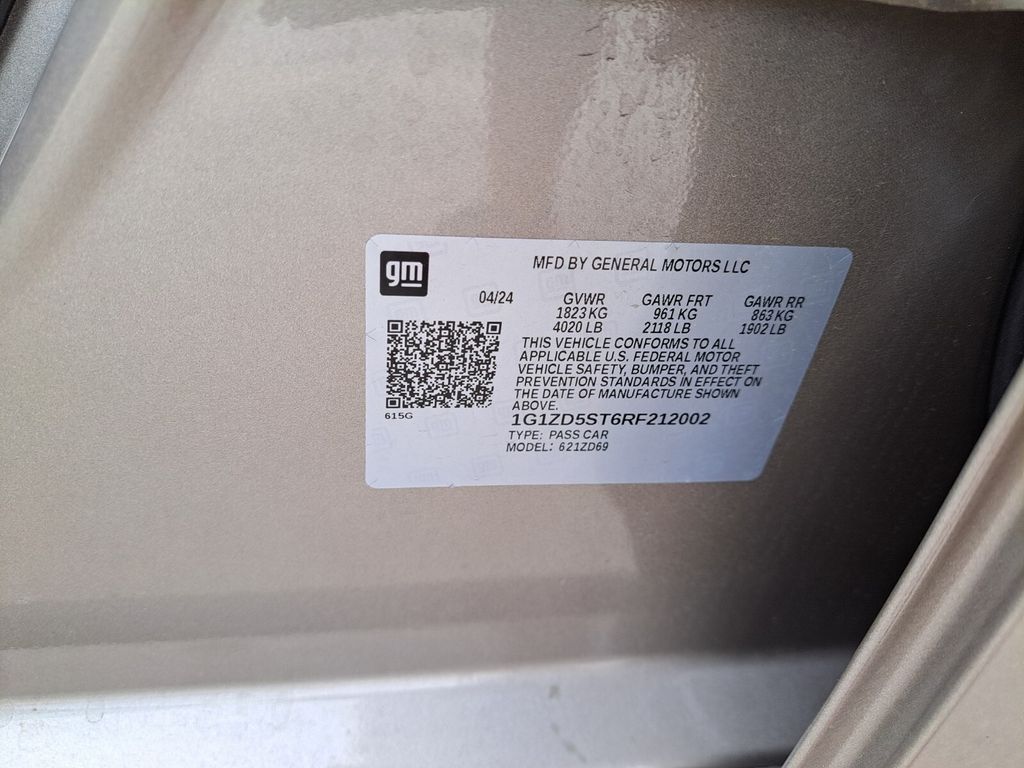 gm
MFD BY GENERAL MOTORS LLC
04/24 GVWR GAWR FRT GAWR RR
1823 KG 961 KG 863 KG
4020 LB 2118 LB 1902 LB
THIS VEHICLE CONFORMS TO ALL
APPLICABLE U.S. FEDERAL MOTOR
VEHICLE SAFETY, BUMPER, AND THEFT
PREVENTION STANDARDS IN EFFECT ON
THE DATE OF MANUFACTURE SHOWN
ABOVE.
615G
1G1ZD5ST6RF212002
TYPE: PASS CAR
MODEL: 621ZD69